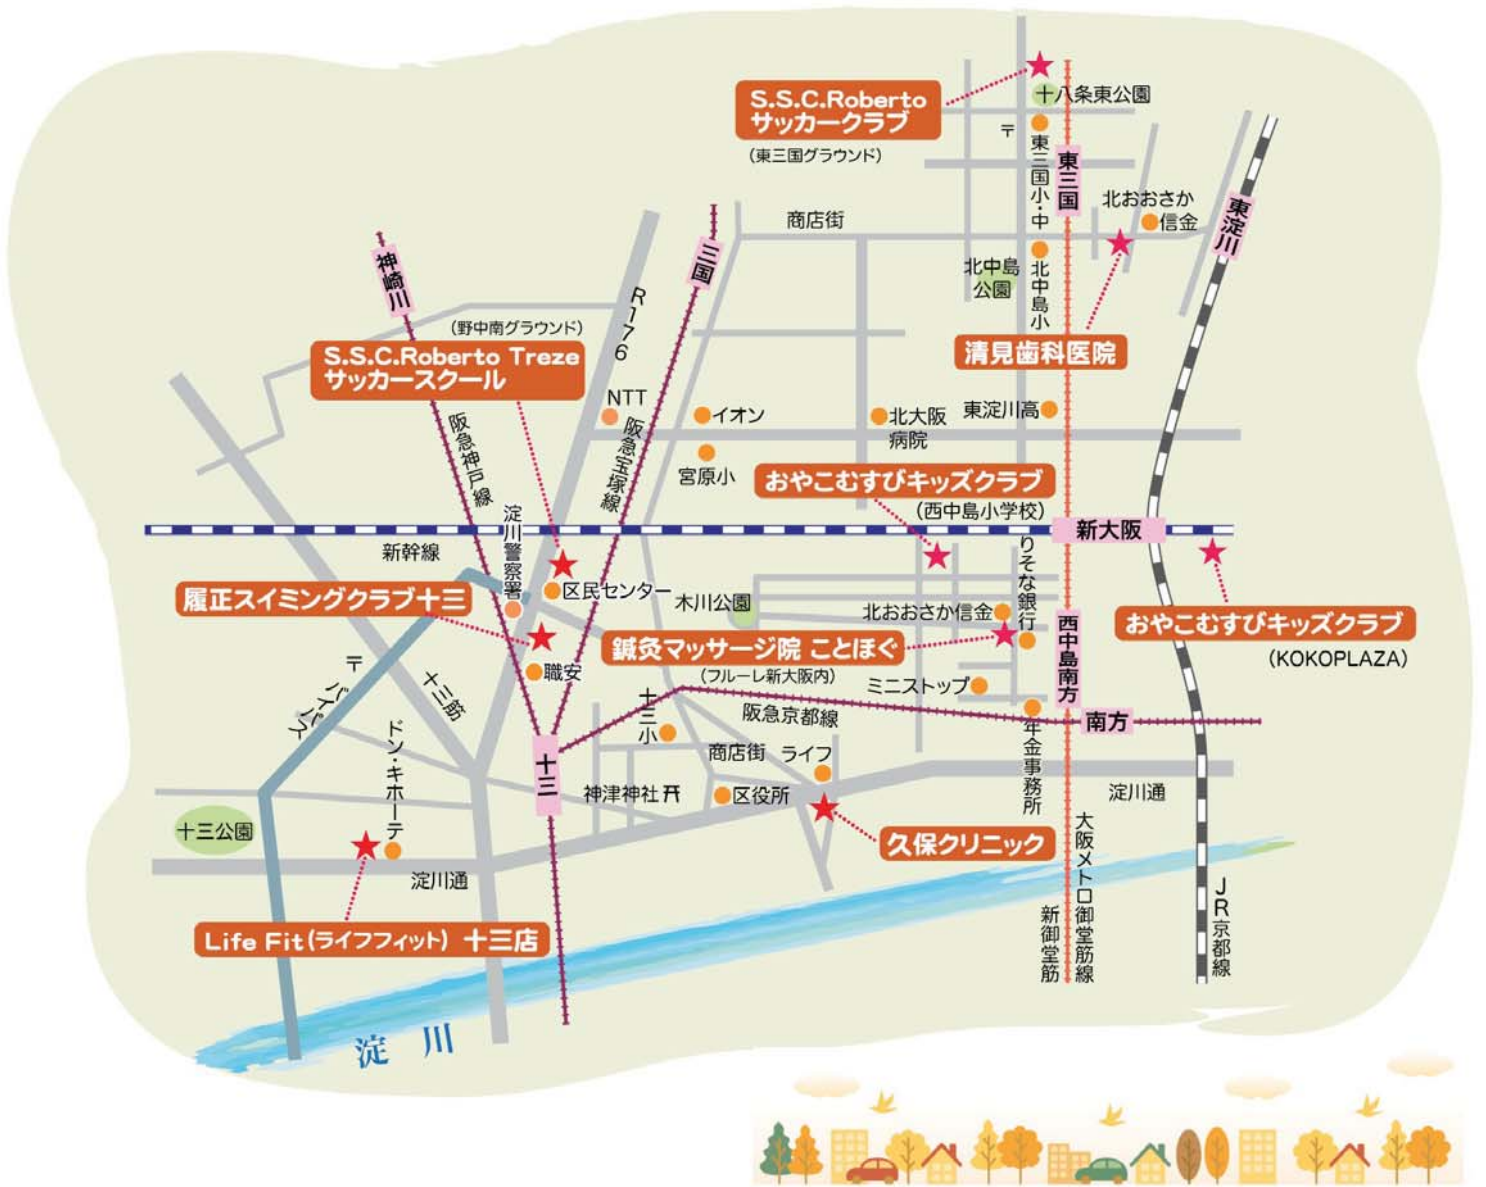 S.S.C.Roberto
サッカークラブ
(東三国グラウンド)
十八条東公園
〒
東三国小・中
東三国
北おおさか
信金
東淀川
商店街
北中島
公園
北中島小
清見歯科医院
神崎川
三国
R176
(野中南グラウンド)
S.S.C.Roberto Treze
サッカースクール
NTT
イオン
宮原小
北大阪
病院
東淀川高
阪急神戸線
阪急宝塚線
おやこむすびキッズクラブ
(西中島小学校)
新幹線
新大阪
淀川警察署
区民センター
履正スイミングクラブ十三
木川公園
北おおさか信金
りそな銀行
西中島南方
おやこむすびキッズクラブ
(KOKOPLAZA)
鍼灸マッサージ院 ことほぐ
(フルーレ新大阪内)
職安
ミニストップ
〒
バイパス
十三筋
十三小
阪急京都線
南方
年金事務所
ドン・キホーテ
十三
商店街
ライフ
神津神社
区役所
淀川通
十三公園
久保クリニック
淀川通
Life Fit(ライフフィット) 十三店
大阪メトロ御堂筋線
新御堂筋
JR京都線
淀川